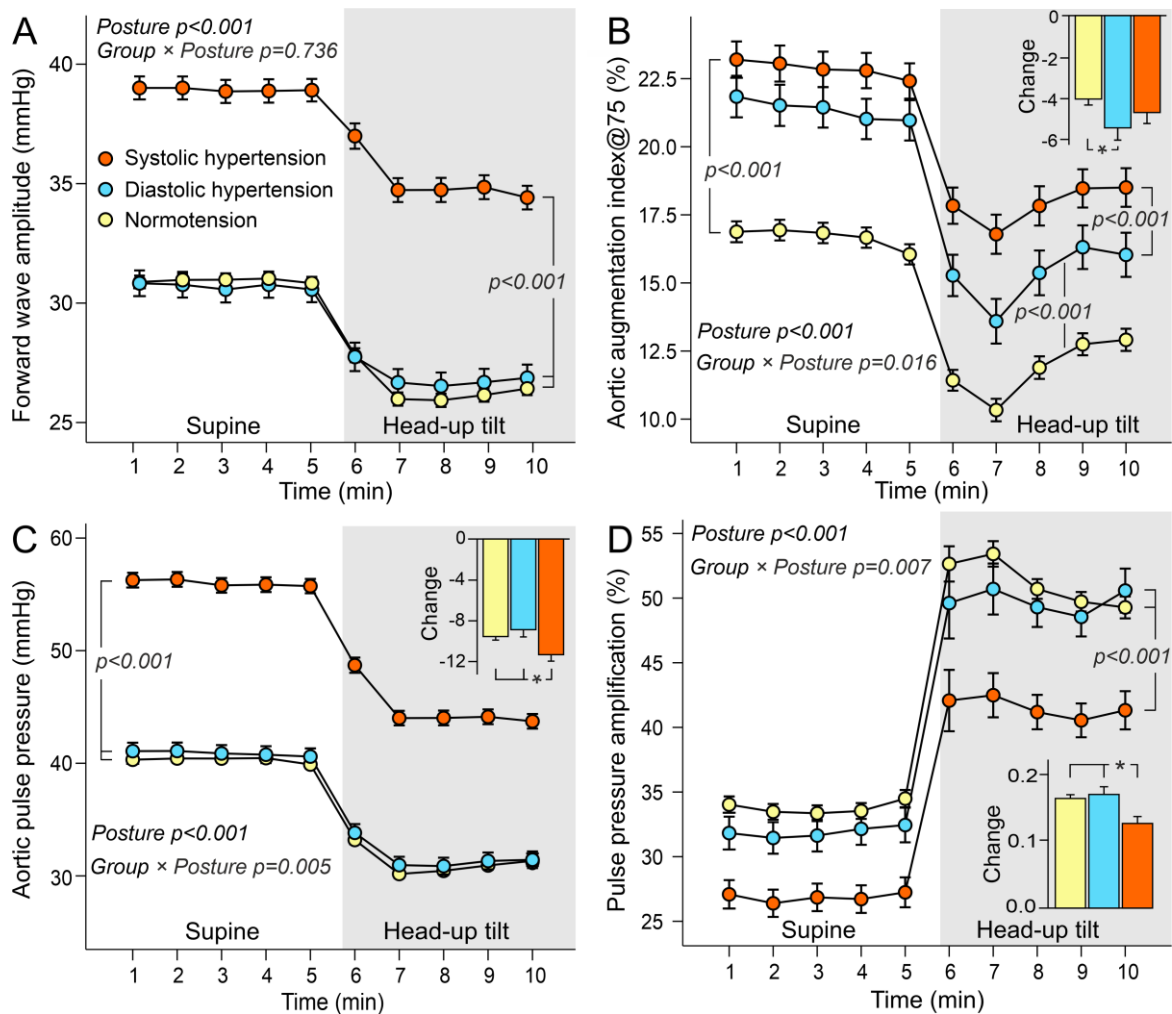 A
Posture p<0.001
Group × Posture p=0.736
Forward wave amplitude (mmHg)
40
35
30
25
Systolic hypertension
Diastolic hypertension
Normotension
p<0.001
Supine
Head-up tilt
1 2 3 4 5 6 7 8 9 10
Time (min)
B
Aortic augmentation index@75 (%)
22.5
20.0
17.5
15.0
12.5
10.0
p<0.001
Change
0
-2
-4
-6
*
p<0.001
p<0.001
Posture p<0.001
Group × Posture p=0.016
Supine
Head-up tilt
1 2 3 4 5 6 7 8 9 10
Time (min)
C
Aortic pulse pressure (mmHg)
60
50
40
30
p<0.001
Change
0
-4
-8
-12
*
Posture p<0.001
Group × Posture p=0.005
Supine
Head-up tilt
1 2 3 4 5 6 7 8 9 10
Time (min)
D
Posture p<0.001
Group × Posture p=0.007
Pulse pressure amplification (%)
55
50
45
40
35
30
25
p<0.001
Change
0.2
0.1
0.0
*
Supine
Head-up tilt
1 2 3 4 5 6 7 8 9 10
Time (min)